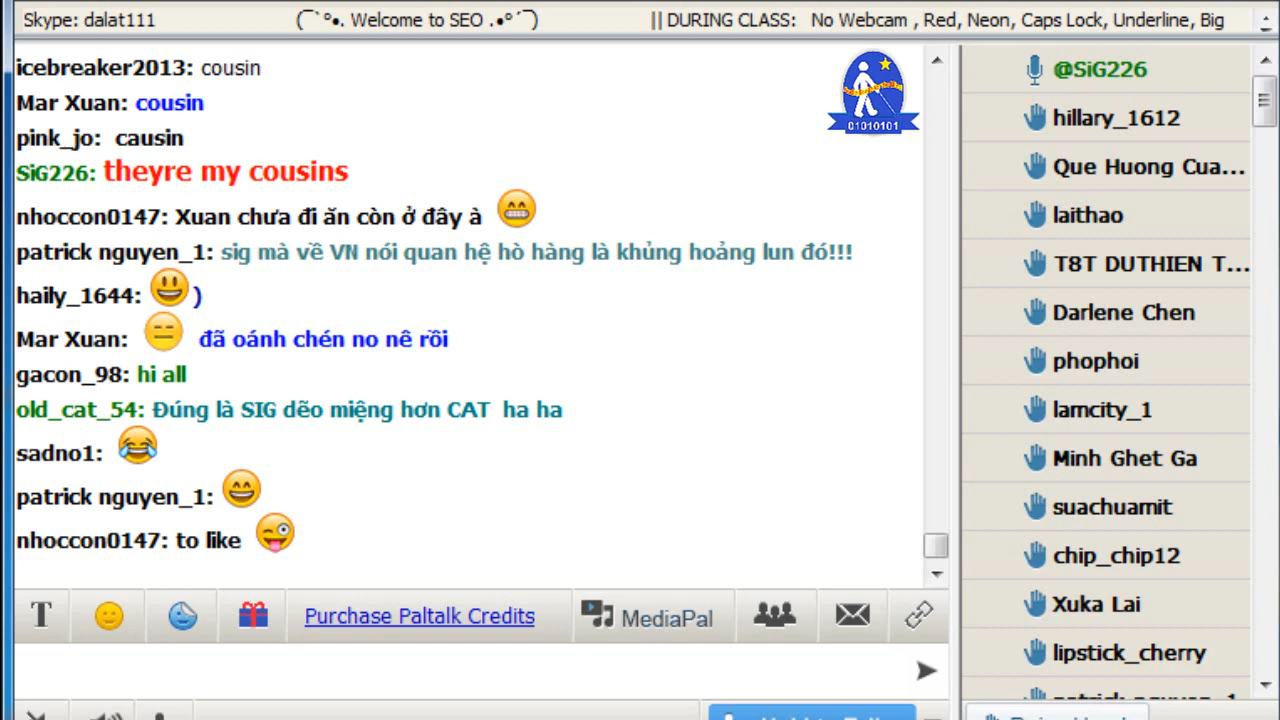 Skype: dalat111 (¯`°•. Welcome to SEO .•°´¯) || DURING CLASS: No Webcam , Red, Neon, Caps Lock, Underline, Big
icebreaker2013: cousin
Mar Xuan: cousin
pink_jo: causin
SiG226: theyre my cousins
nhoccon0147: Xuan chưa đi ăn còn ở đây à
patrick nguyen_1: sig mà về VN nói quan hệ hò hàng là khủng hoảng lun đó!!!
haily_1644: )
Mar Xuan: đã oánh chén no nê rồi
gacon_98: hi all
old_cat_54: Đúng là SIG dẽo miệng hơn CAT ha ha
sadno1:
patrick nguyen_1:
nhoccon0147: to like
01010101
T
Purchase Paltalk Credits
MediaPal
@SiG226
hillary_1612
Que Huong Cua...
laithao
T8T DUTHIEN T...
Darlene Chen
phophoi
lamcity_1
Minh Ghet Ga
suachuamit
chip_chip12
Xuka Lai
lipstick_cherry
patrick nguyen_1